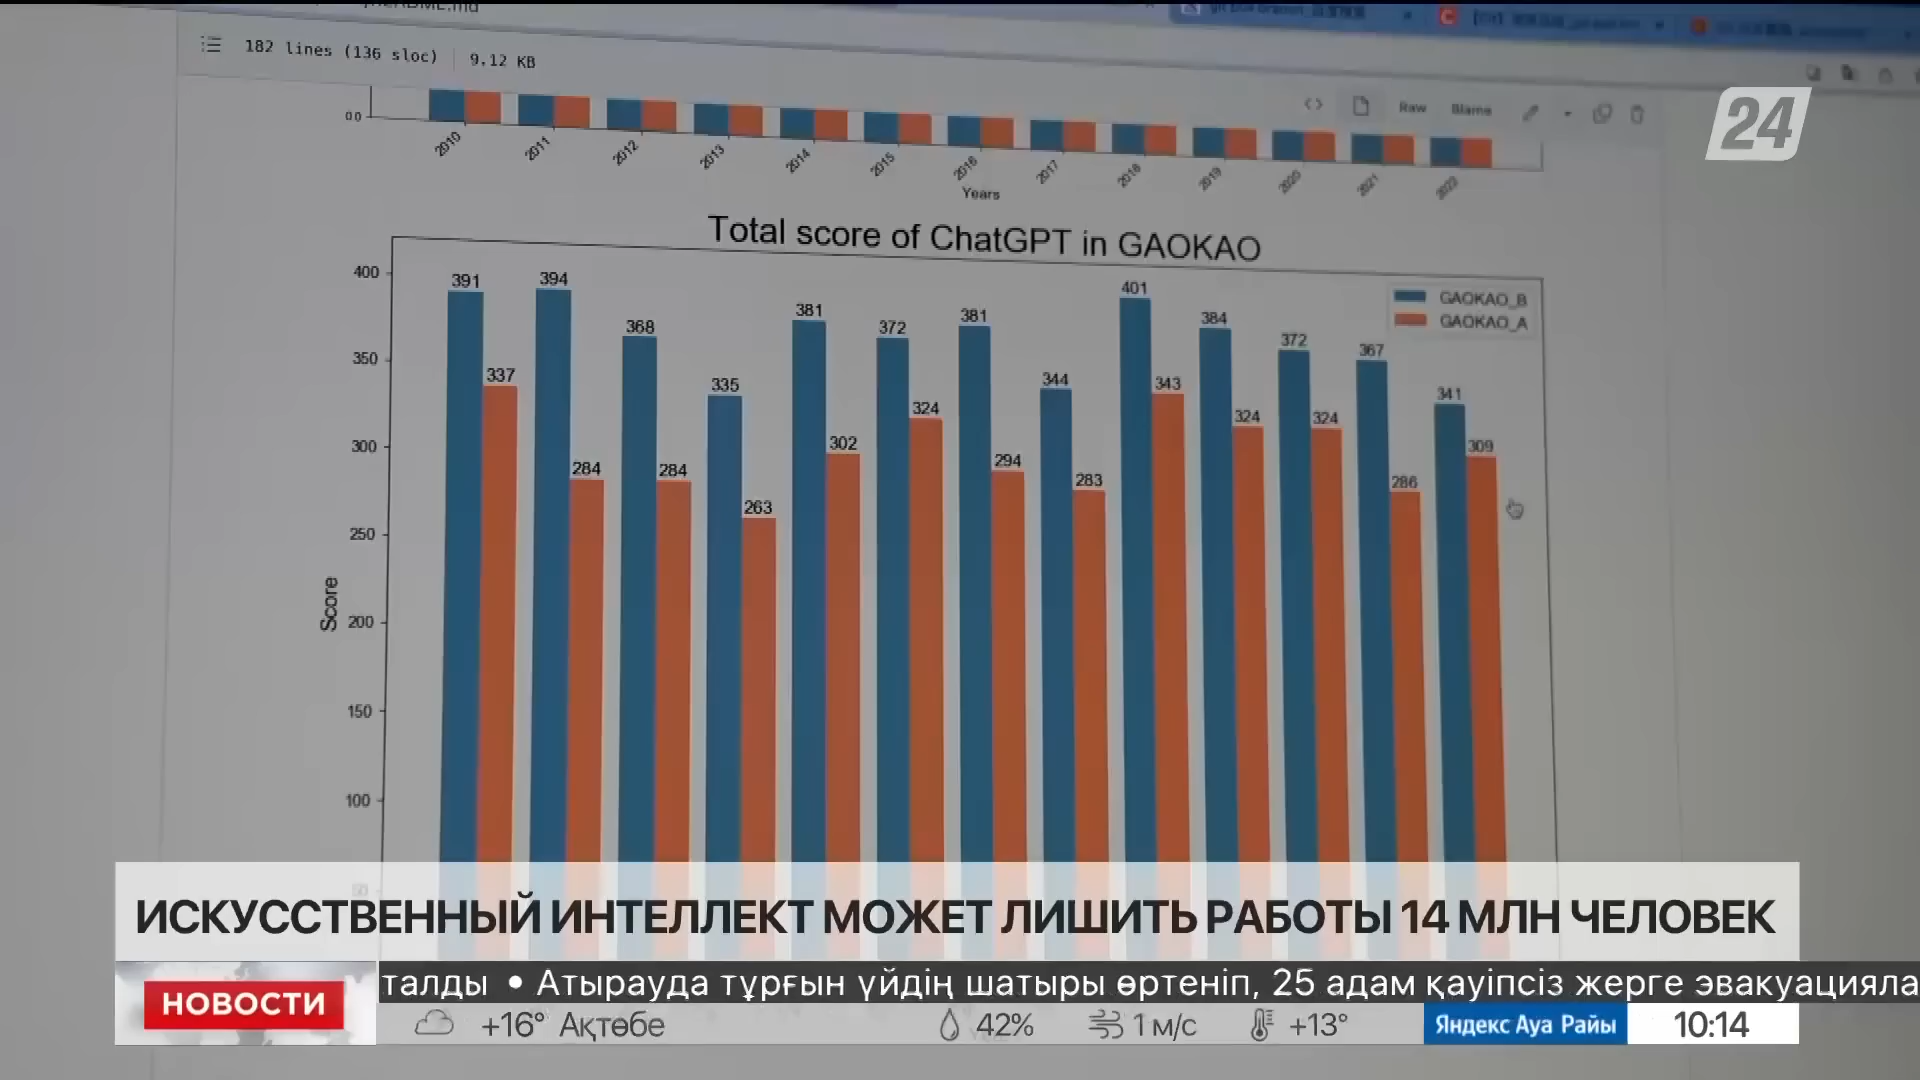 182 lines (136 sloc) 9.12 KB
Raw Blame
24
2010 2011 2012 2013 2014 2015 2016 2017 2018 2019 2020 2021 2022
Years
Total score of ChatGPT in GAOKAO
GAOKAO_B
GAOKAO_A
400
350
300
250
200
150
100
50
Score
391 337 394 284 368 284 335 263 381 302 372 324 381 294 344 283 401 343 384 324 372 324 367 286 341 309
ИСКУССТВЕННЫЙ ИНТЕЛЛЕКТ МОЖЕТ ЛИШИТЬ РАБОТЫ 14 МЛН ЧЕЛОВЕК
НОВОСТИ
талды • Атырауда тұрғын үйдің шатыры өртеніп, 25 адам қауіпсіз жерге эвакуацияла
+16° Ақтөбе 42% 1 м/с +13° Яндекс Ауа Райы 10:14